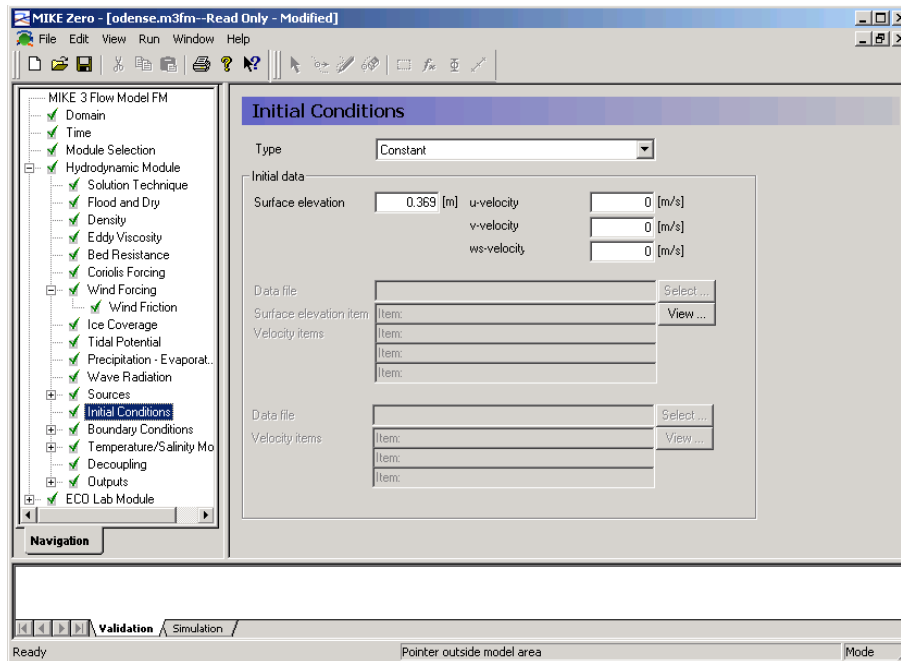 MIKE Zero - [odense.m3fm--Read Only - Modified]
File Edit View Run Window Help
MIKE 3 Flow Model FM
Domain
Time
Module Selection
Hydrodynamic Module
Solution Technique
Flood and Dry
Density
Eddy Viscosity
Bed Resistance
Coriolis Forcing
Wind Forcing
Wind Friction
Ice Coverage
Tidal Potential
Precipitation - Evaporat..
Wave Radiation
Sources
Initial Conditions
Boundary Conditions
Temperature/Salinity Mo
Decoupling
Outputs
ECO Lab Module
Navigation
Initial Conditions
Type Constant
Initial data
Surface elevation 0.369 [m] u-velocity 0 [m/s]
v-velocity 0 [m/s]
ws-velocity 0 [m/s]
Data file Select ...
Surface elevation item Item: View ...
Velocity items Item:
Item:
Item:
Data file Select ...
Velocity items Item: View ...
Item:
Item:
Validation Simulation
Ready Pointer outside model area Mode